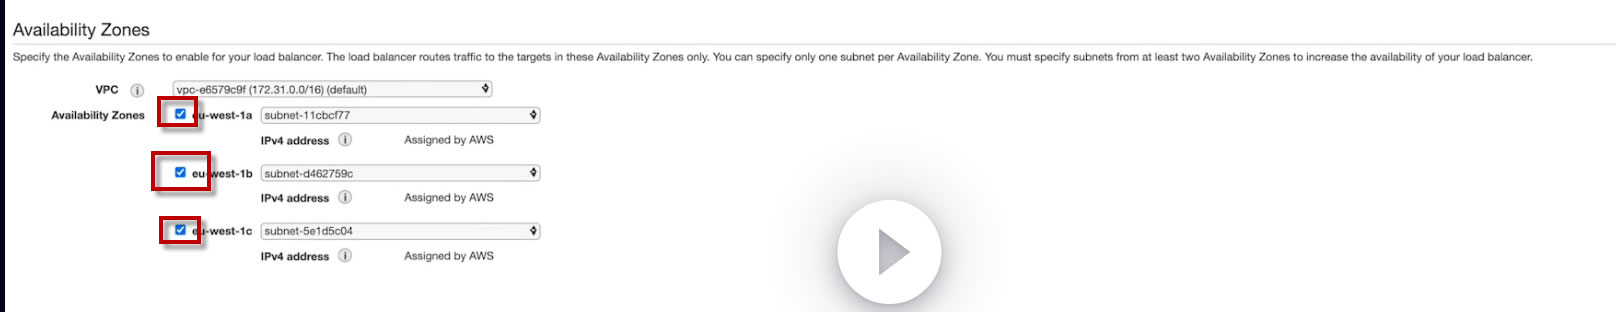 Availability Zones
Specify the Availability Zones to enable for your load balancer. The load balancer routes traffic to the targets in these Availability Zones only. You can specify only one subnet per Availability Zone. You must specify subnets from at least two Availability Zones to increase the availability of your load balancer.
VPC i vpc-e6579c9f (172.31.0.0/16) (default)
Availability Zones eu-west-1a subnet-11cbcf77
IPv4 address i Assigned by AWS
eu-west-1b subnet-d462759c
IPv4 address i Assigned by AWS
eu-west-1c subnet-5e1d5c04
IPv4 address i Assigned by AWS